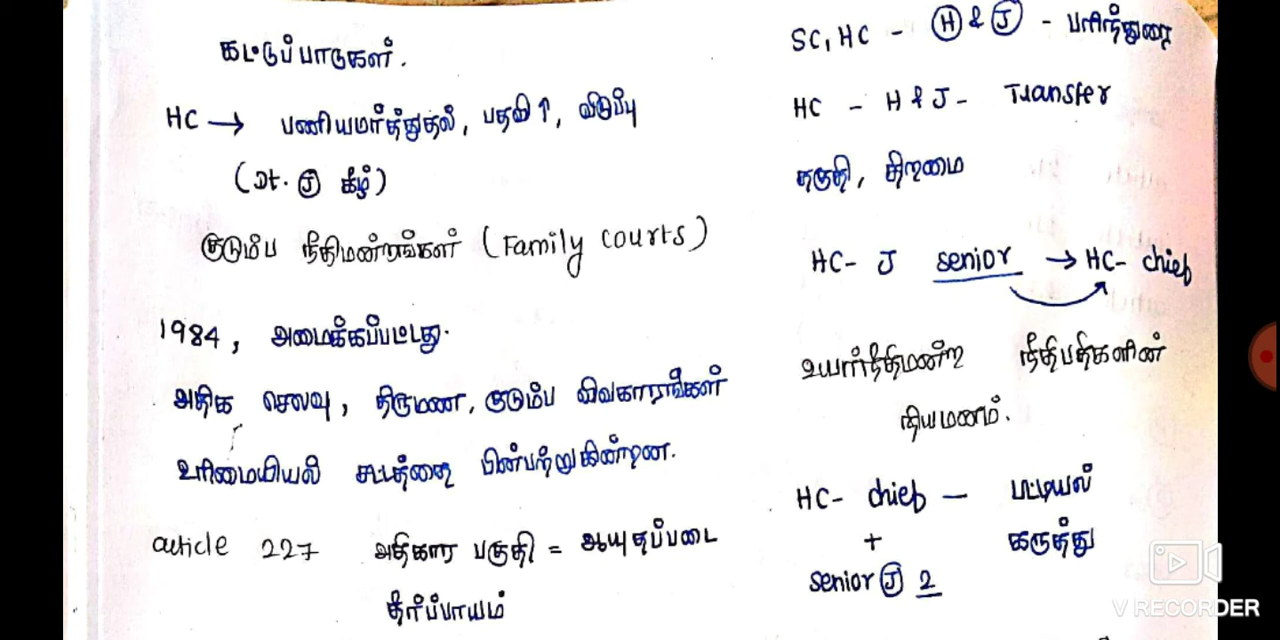 கட்டுப்பாடுகள்.
HC → பணியமர்த்துதல், பதவி ↑, விடுப்பு
(Dt. J கீழ்)
குடும்ப நீதிமன்றங்கள் (Family courts)
1984, அமைக்கப்பட்டது.
அதிக செலவு, திருமண, குடும்ப விவகாரங்கள்
உரிமையியல் சட்டத்தை பின்பற்றுகின்றன.
article 227 அதிகார பகுதி = ஆயுதப்படை
தீர்ப்பாயம்
SC, HC - H & J - பரிந்துரை
HC - H & J - Transfer
தகுதி, திறமை
HC- J senior → HC- chief
உயர்நீதிமன்ற நீதிபதிகளின்
நியமணம்.
HC- chief — பட்டியல்
+ கருத்து
senior J 2
V RECORDER